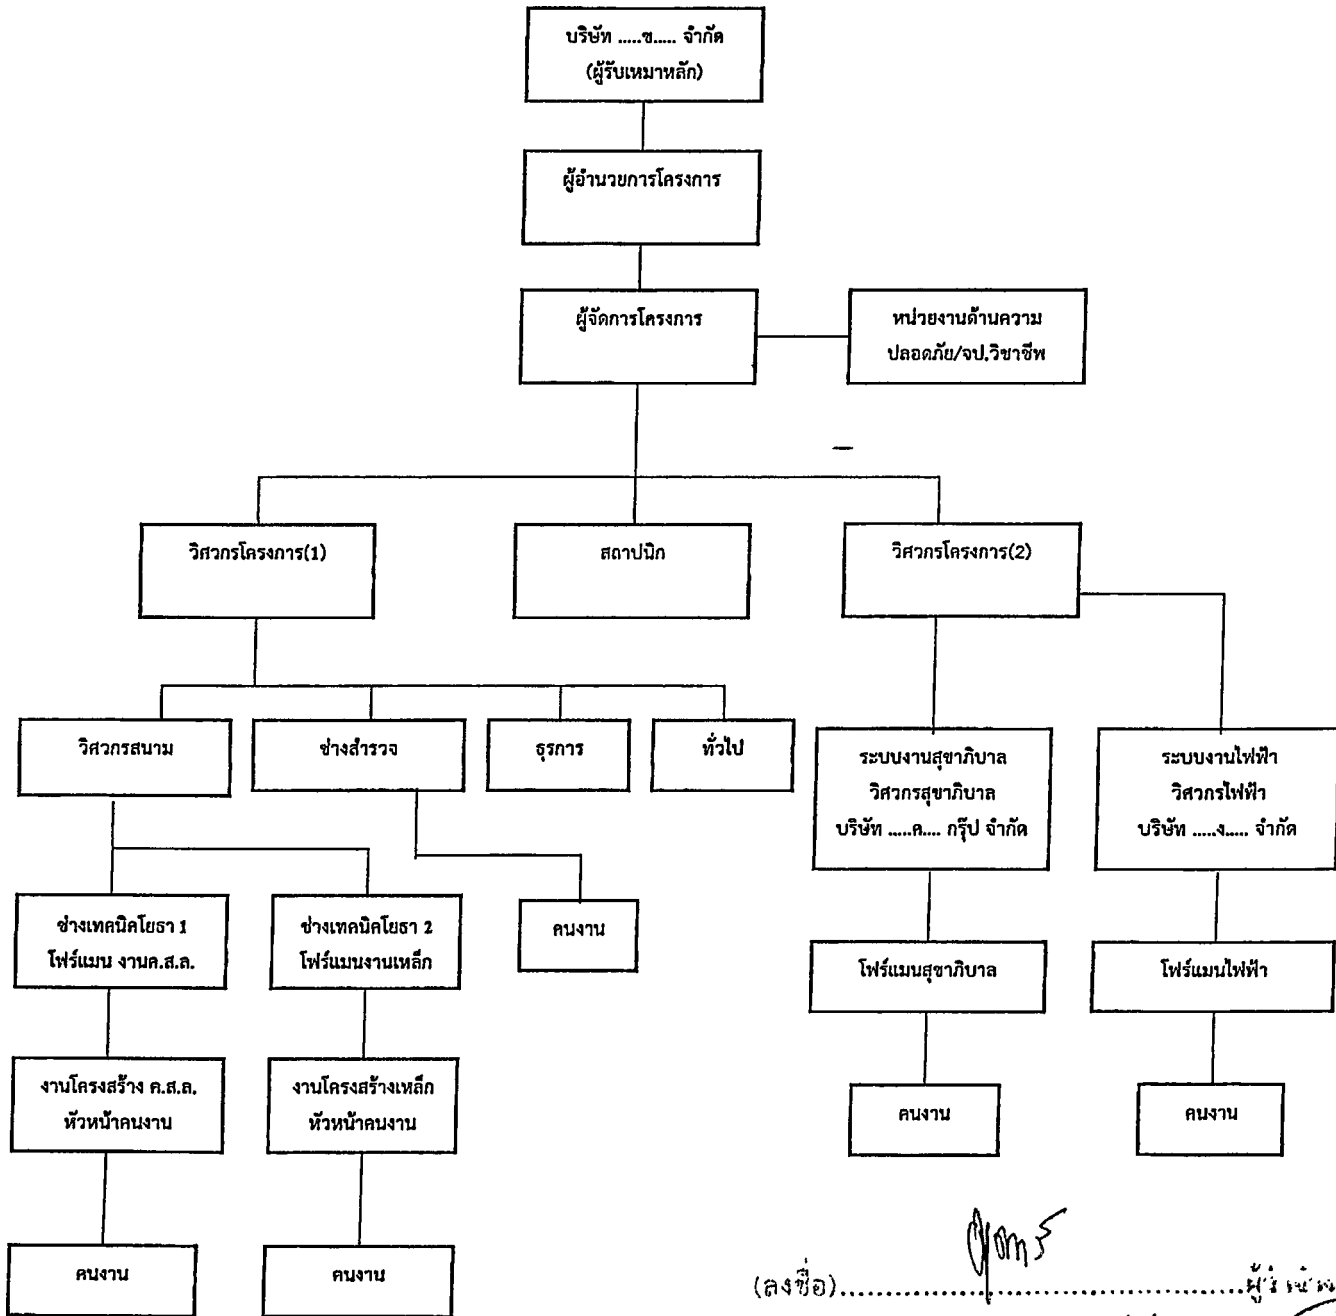 บริษัท .....ข..... จำกัด
(ผู้รับเหมาหลัก)
ผู้อำนวยการโครงการ
ผู้จัดการโครงการ
หน่วยงานด้านความ
ปลอดภัย/จป.วิชาชีพ
วิศวกรโครงการ(1)
สถาปนิก
วิศวกรโครงการ(2)
วิศวกรสนาม
ช่างสำรวจ
ธุรการ
ทั่วไป
ระบบงานสุขาภิบาล
วิศวกรสุขาภิบาล
บริษัท .....ค.... กรุ๊ป จำกัด
ระบบงานไฟฟ้า
วิศวกรไฟฟ้า
บริษัท .....ง..... จำกัด
ช่างเทคนิคโยธา 1
โฟร์แมน งานค.ส.ล.
ช่างเทคนิคโยธา 2
โฟร์แมนงานเหล็ก
คนงาน
โฟร์แมนสุขาภิบาล
โฟร์แมนไฟฟ้า
งานโครงสร้าง ค.ส.ล.
หัวหน้าคนงาน
งานโครงสร้างเหล็ก
หัวหน้าคนงาน
คนงาน
คนงาน
คนงาน
คนงาน
(ลงชื่อ)